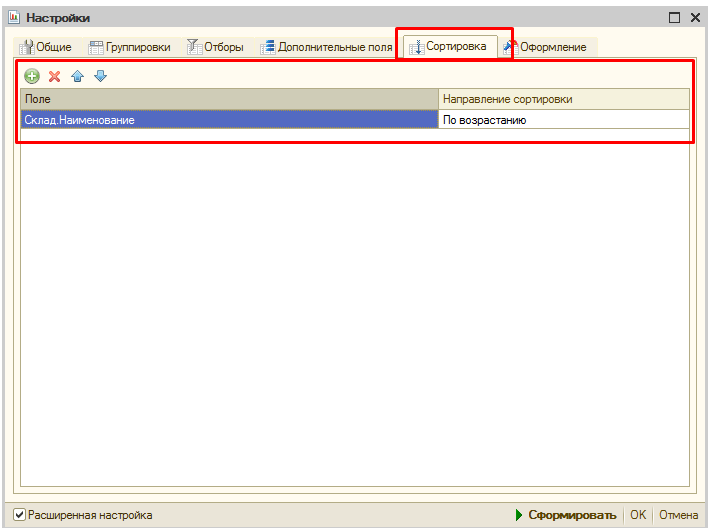 Настройки
Общие Группировки Отборы Дополнительные поля Сортировка Оформление
Поле Направление сортировки
Склад.Наименование По возрастанию
Расширенная настройка Сформировать OK Отмена